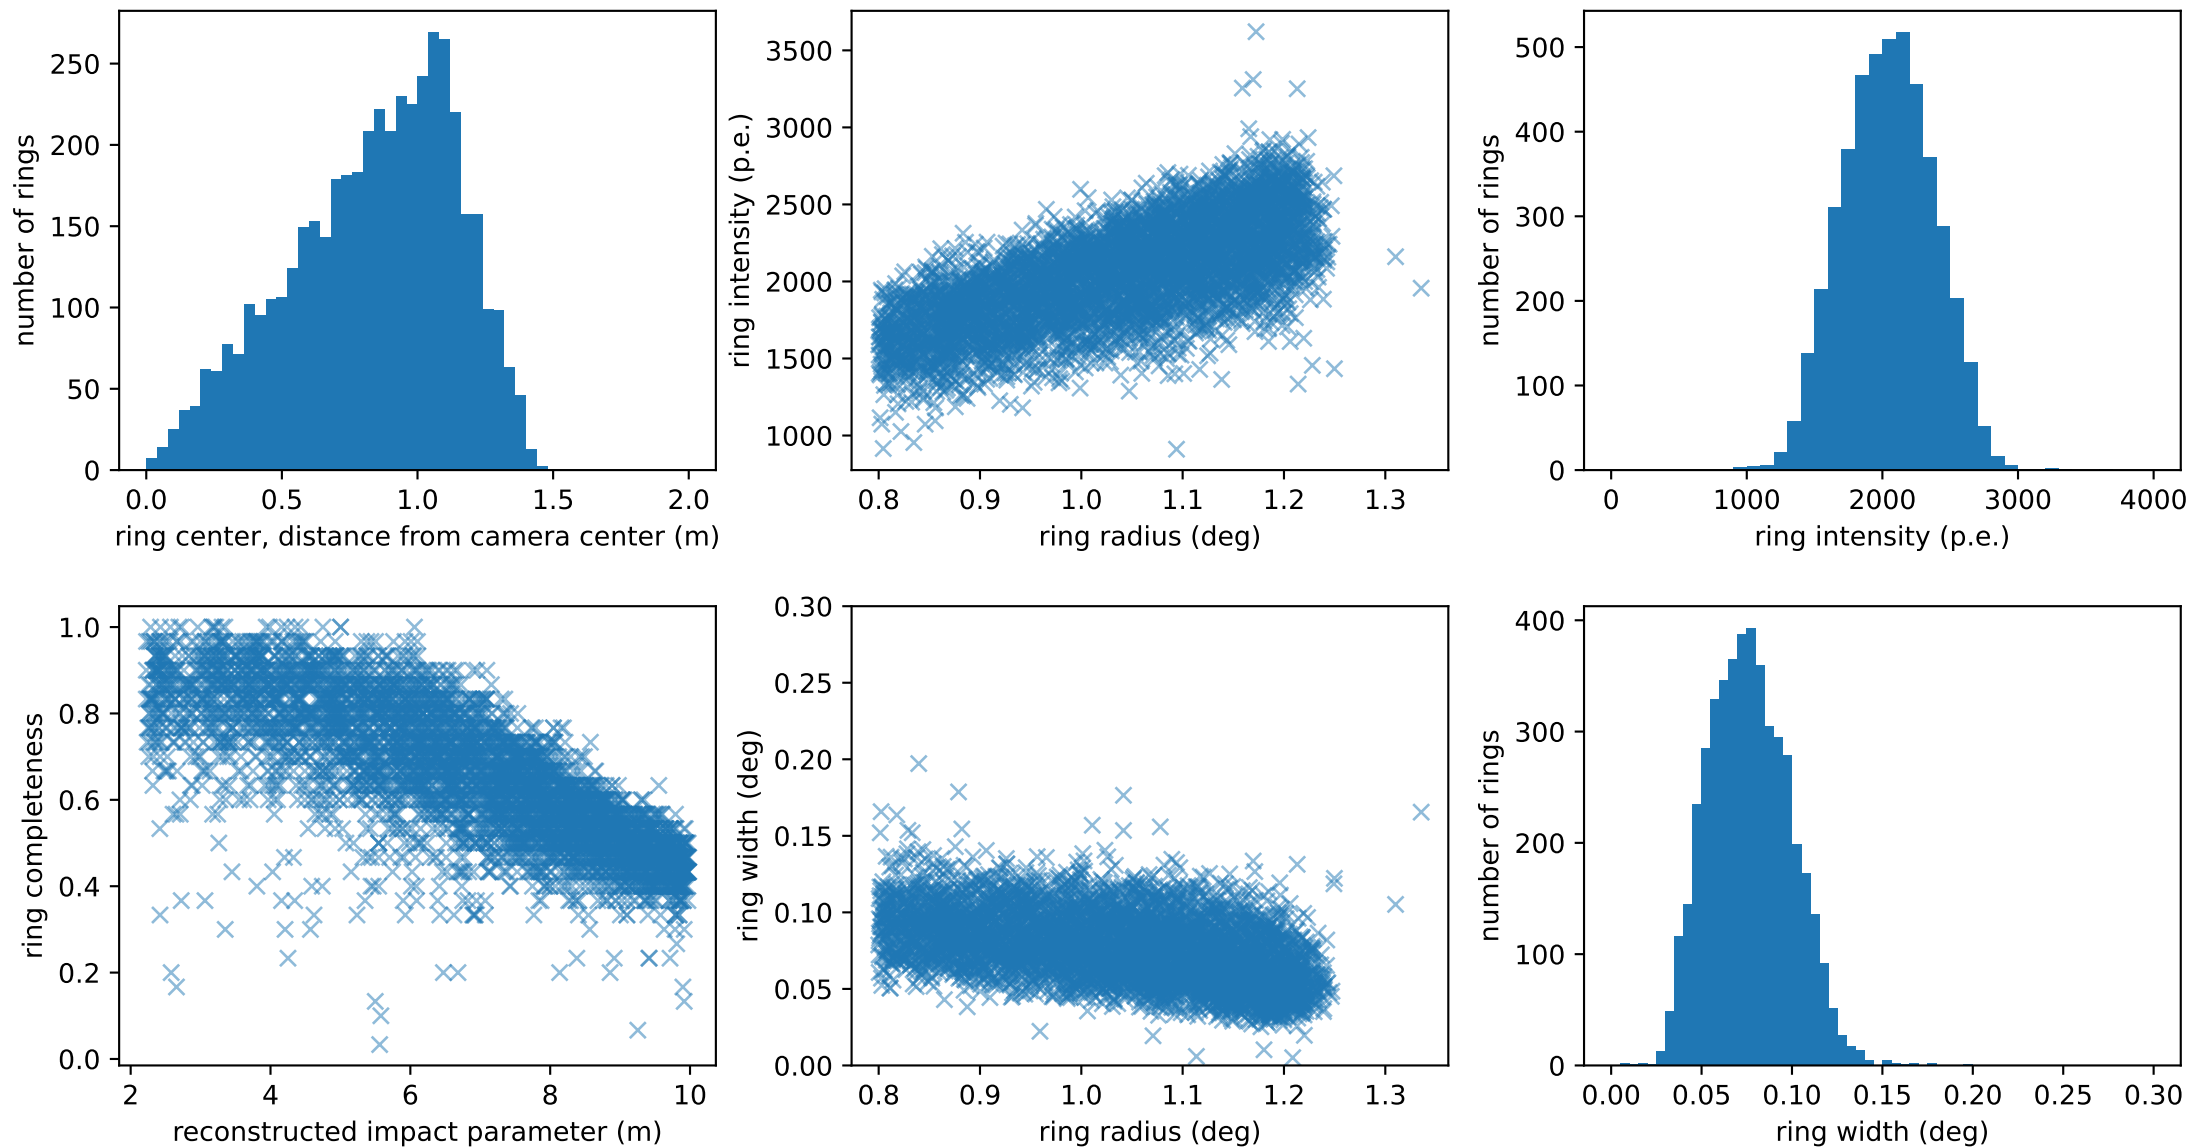 250
200
150
100
50
0
number of rings
0.0 0.5 1.0 1.5 2.0
ring center, distance from camera center (m)
3500
3000
2500
2000
1500
1000
ring intensity (p.e.)
0.8 0.9 1.0 1.1 1.2 1.3
ring radius (deg)
500
400
300
200
100
0
number of rings
0 1000 2000 3000 4000
ring intensity (p.e.)
1.0
0.8
0.6
0.4
0.2
0.0
ring completeness
2 4 6 8 10
reconstructed impact parameter (m)
0.30
0.25
0.20
0.15
0.10
0.05
0.00
ring width (deg)
0.8 0.9 1.0 1.1 1.2 1.3
ring radius (deg)
400
300
200
100
0
number of rings
0.00 0.05 0.10 0.15 0.20 0.25 0.30
ring width (deg)